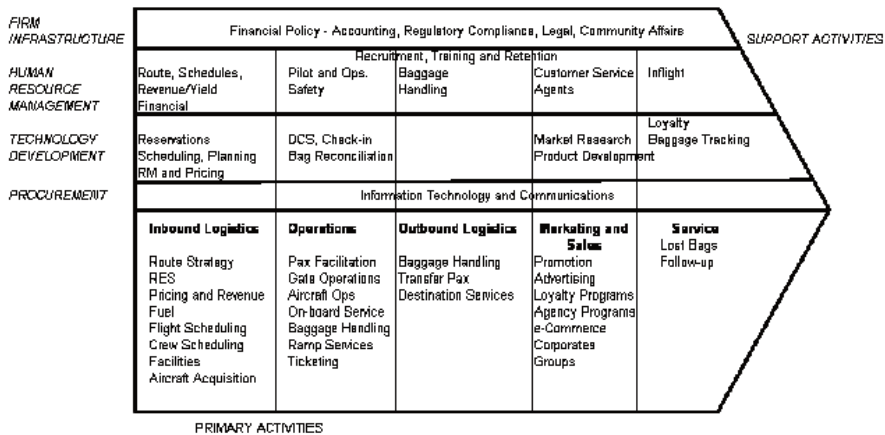 FIRM
INFRASTRUCTURE
Financial Policy - Accounting, Regulatory Compliance, Legal, Community Affairs
SUPPORT ACTIVITIES
Recruitment, Training and Retention
HUMAN
RESOURCE
MANAGEMENT
Route, Schedules,
Revenue/Yield
Financial
Pilot and Ops.
Safety
Baggage
Handling
Customer Service
Agents
Inflight
TECHNOLOGY
DEVELOPMENT
Reservations
Scheduling, Planning
RM and Pricing
DCS, Check-in
Bag Reconciliation
Market Research
Product Development
Loyalty
Baggage Tracking
PROCUREMENT
Information Technology and Communications
Inbound Logistics
Route Strategy
RES
Pricing and Revenue
Fuel
Flight Scheduling
Crew Scheduling
Facilities
Aircraft Acquisition
Operations
Pax Facilitation
Gate Operations
Aircraft Ops
On-board Service
Baggage Handling
Ramp Services
Ticketing
Outbound Logistics
Baggage Handling
Transfer Pax
Destination Services
Marketing and
Sales
Promotion
Advertising
Loyalty Programs
Agency Programs
e-Commerce
Corporates
Groups
Service
Lost Bags
Follow-up
PRIMARY ACTIVITIES